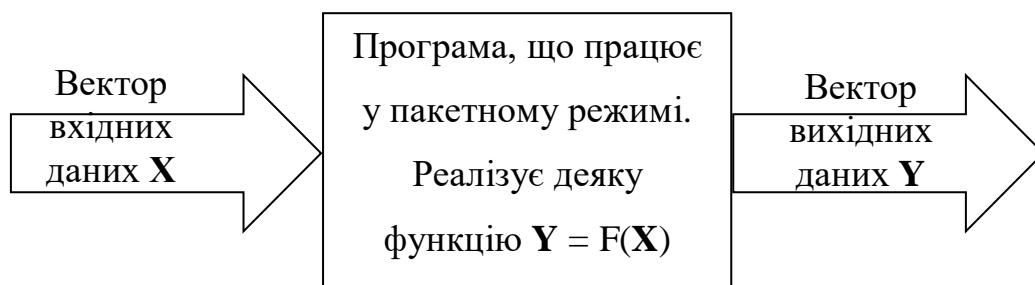 Вектор
вхідних
даних X
Програма, що працює
у пакетному режимі.
Реалізує деяку
функцію Y = F(X)
Вектор
вихідних
даних Y